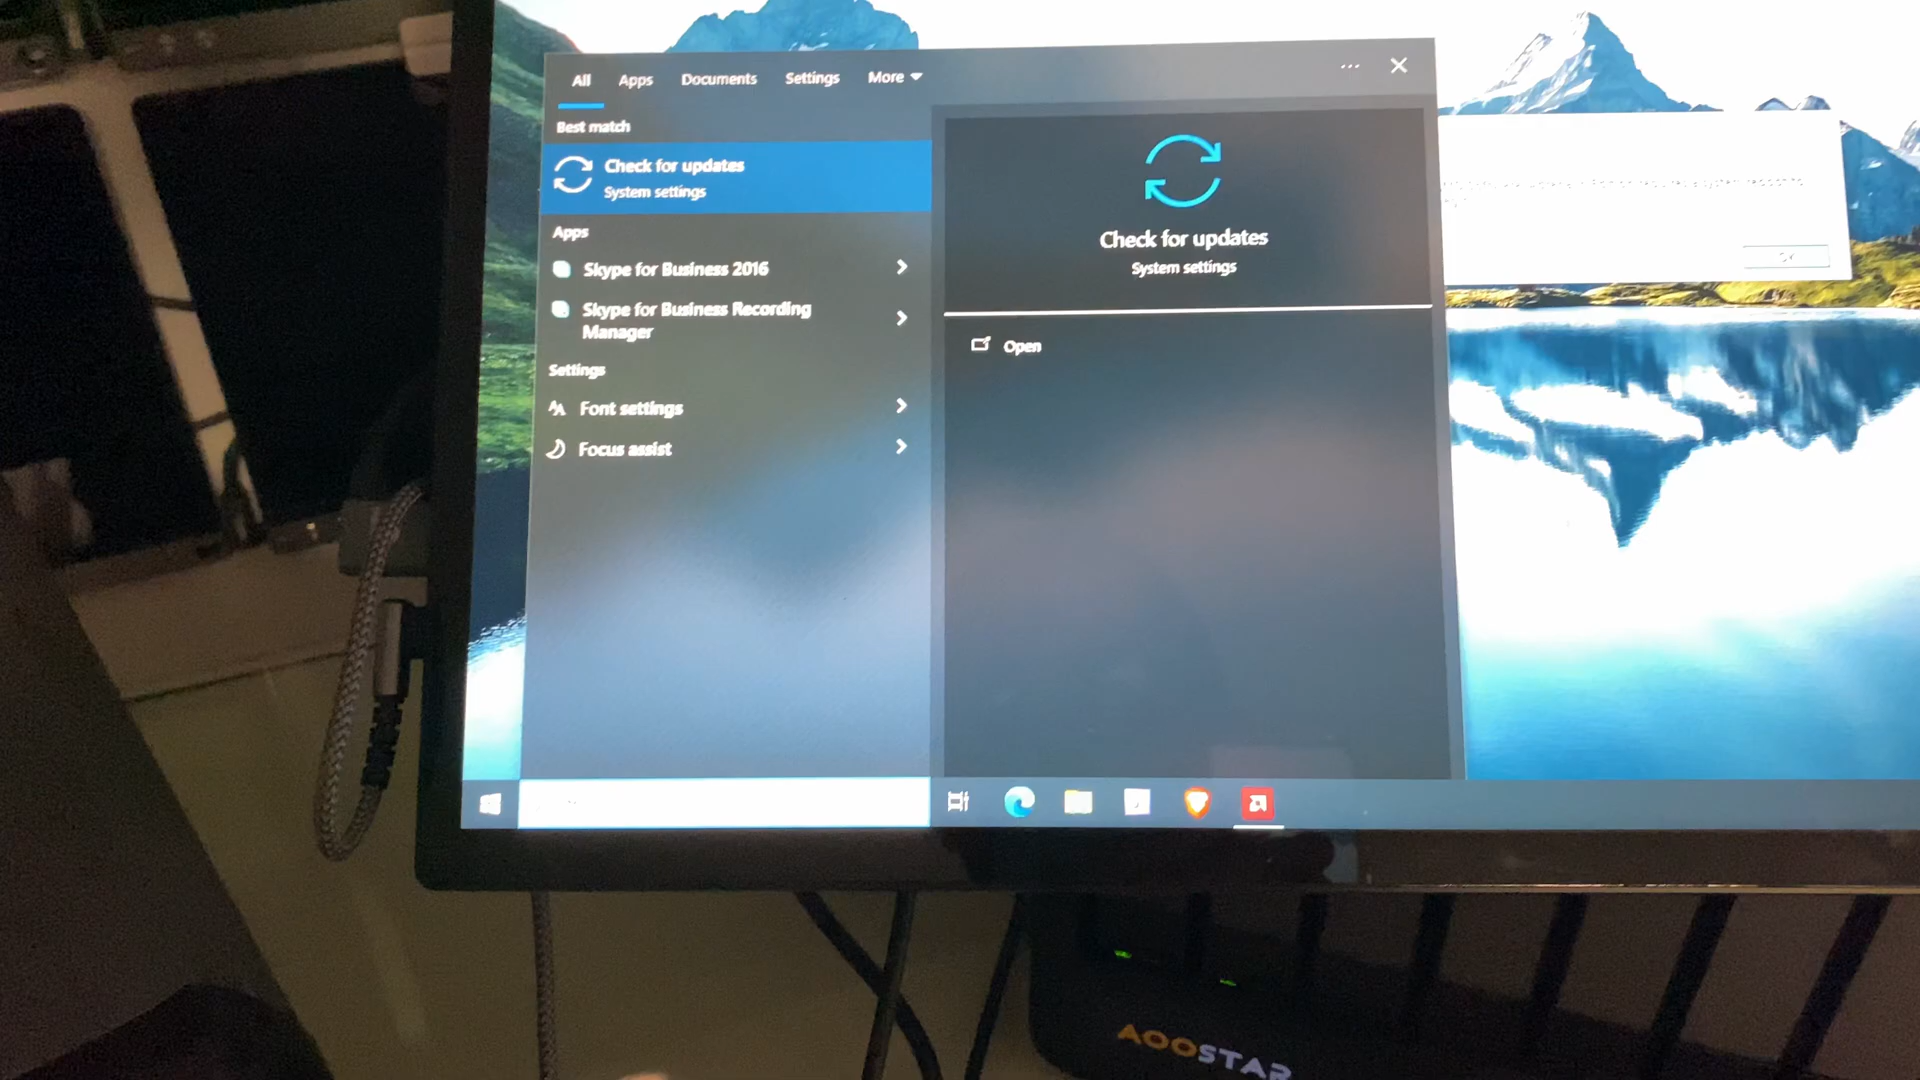 All Apps Documents Settings More
Best match
Check for updates
System settings
Apps
Skype for Business 2016
Skype for Business Recording
Manager
Settings
Font settings
Focus assist
Check for updates
System settings
Open
OK
AOOSTAR